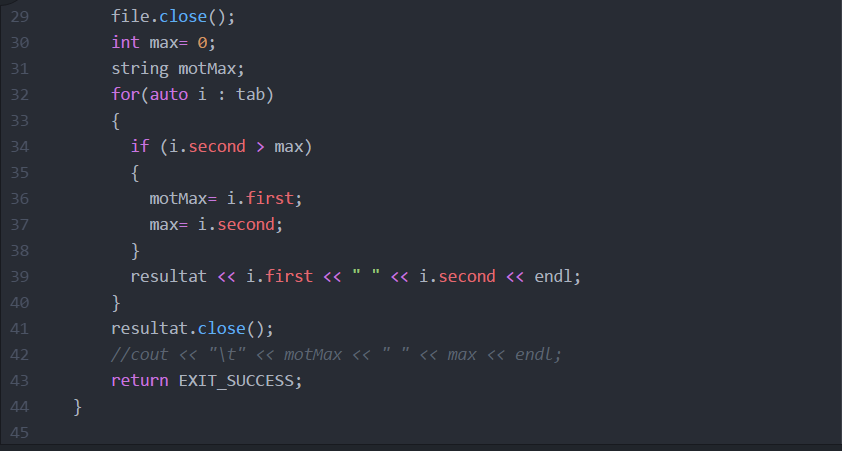 29 file.close();
30 int max= 0;
31 string motMax;
32 for(auto i : tab)
33 {
34 if (i.second > max)
35 {
36 motMax= i.first;
37 max= i.second;
38 }
39 resultat << i.first << " " << i.second << endl;
40 }
41 resultat.close();
42 //cout << "\t" << motMax << " " << max << endl;
43 return EXIT_SUCCESS;
44 }
45